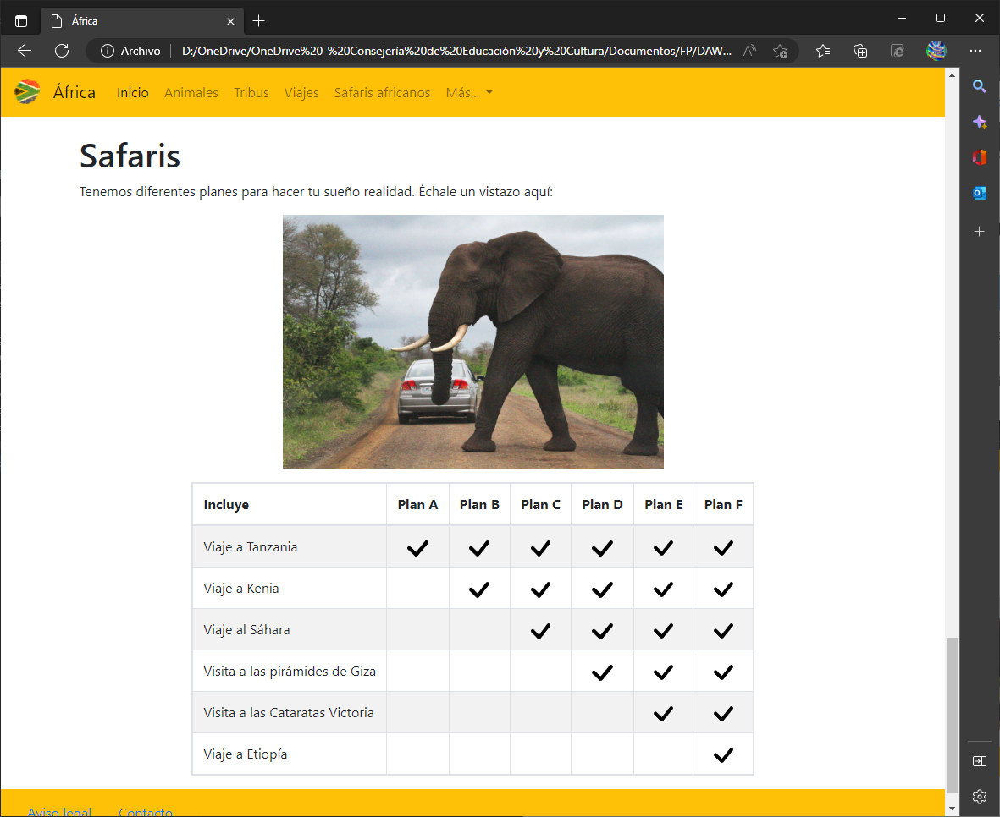 África
Archivo
D:/OneDrive/OneDrive%20-%20Consejería%20de%20Educación%20y%20Cultura/Documentos/FP/DAW...
África Inicio Animales Tribus Viajes Safaris africanos Más...
Safaris
Tenemos diferentes planes para hacer tu sueño realidad. Échale un vistazo aquí:
Incluye Plan A Plan B Plan C Plan D Plan E Plan F
Viaje a Tanzania
Viaje a Kenia
Viaje al Sáhara
Visita a las pirámides de Giza
Visita a las Cataratas Victoria
Viaje a Etiopía
Aviso legal Contacto